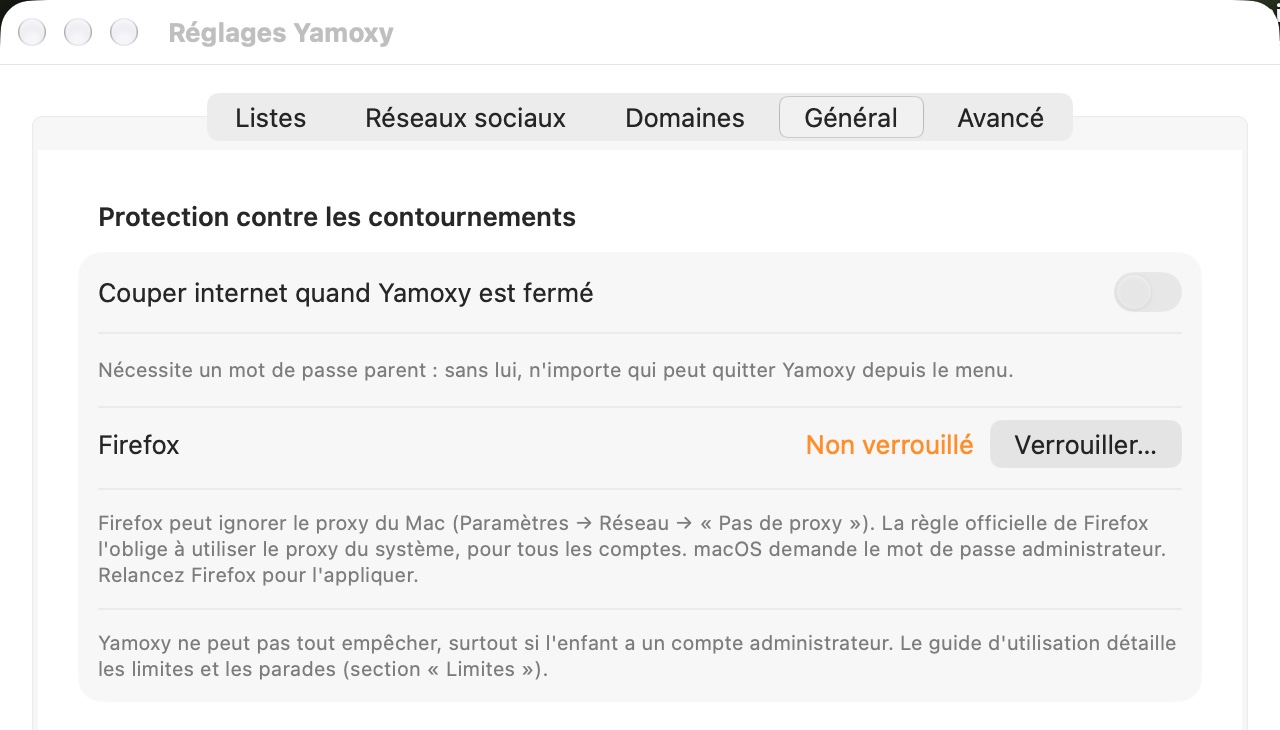 Réglages Yamoxy
Listes
Réseaux sociaux
Domaines
Général
Avancé
Protection contre les contournements
Couper internet quand Yamoxy est fermé
Nécessite un mot de passe parent : sans lui, n'importe qui peut quitter Yamoxy depuis le menu.
Firefox
Non verrouillé
Verrouiller...
Firefox peut ignorer le proxy du Mac (Paramètres → Réseau → « Pas de proxy »). La règle officielle de Firefox
l'oblige à utiliser le proxy du système, pour tous les comptes. macOS demande le mot de passe administrateur.
Relancez Firefox pour l'appliquer.
Yamoxy ne peut pas tout empêcher, surtout si l'enfant a un compte administrateur. Le guide d'utilisation détaille
les limites et les parades (section « Limites »).